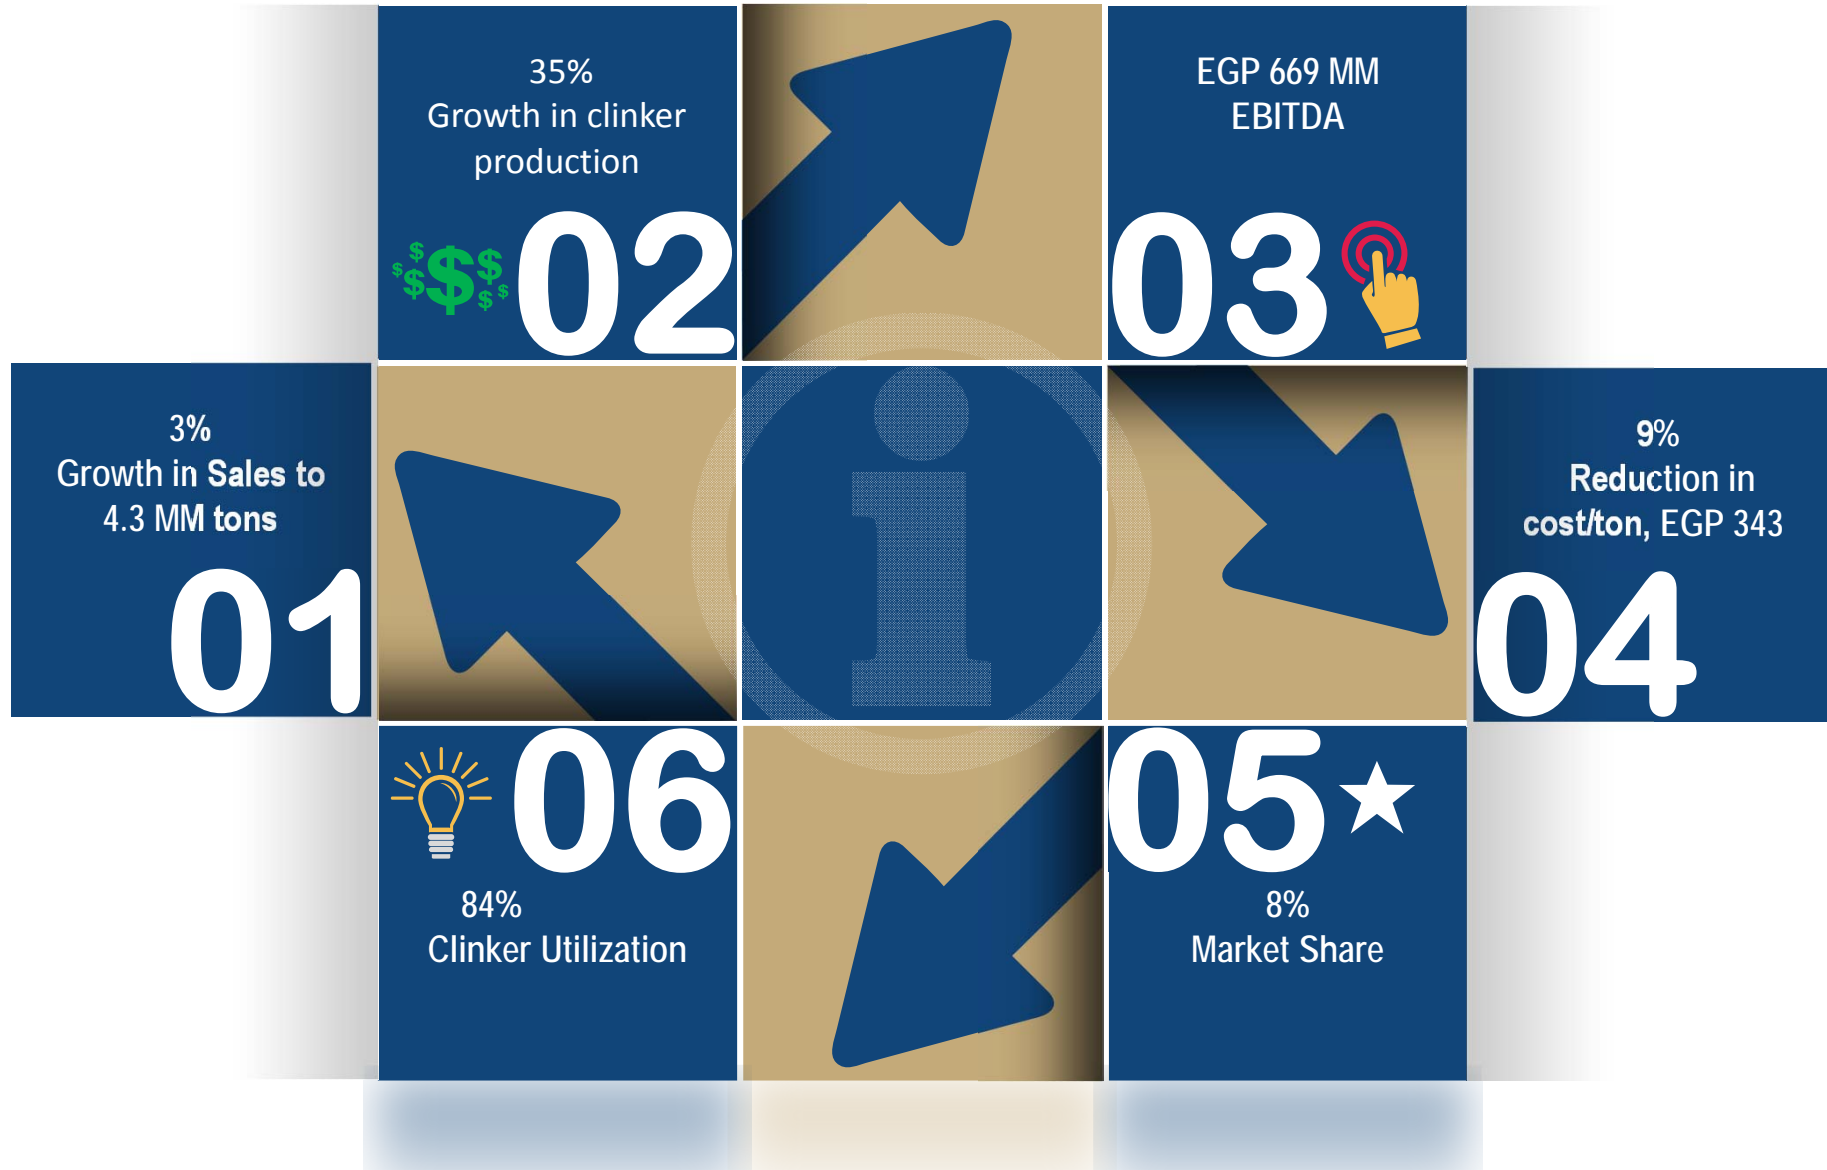 3%
Growth in Sales to
4.3 MM tons
01
35%
Growth in clinker
production
02
EGP 669 MM
EBITDA
03
9%
Reduction in
cost/ton, EGP 343
04
05
8%
Market Share
06
84%
Clinker Utilization